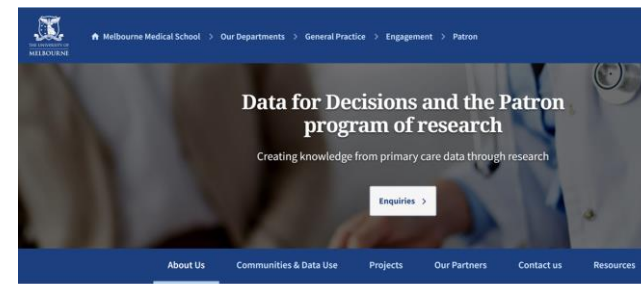 THE UNIVERSITY OF
MELBOURNE
Melbourne Medical School > Our Departments > General Practice > Engagement > Patron
Data for Decisions and the Patron
program of research
Creating knowledge from primary care data through research
Enquiries >
About Us Communities & Data Use Projects Our Partners Contact us Resources